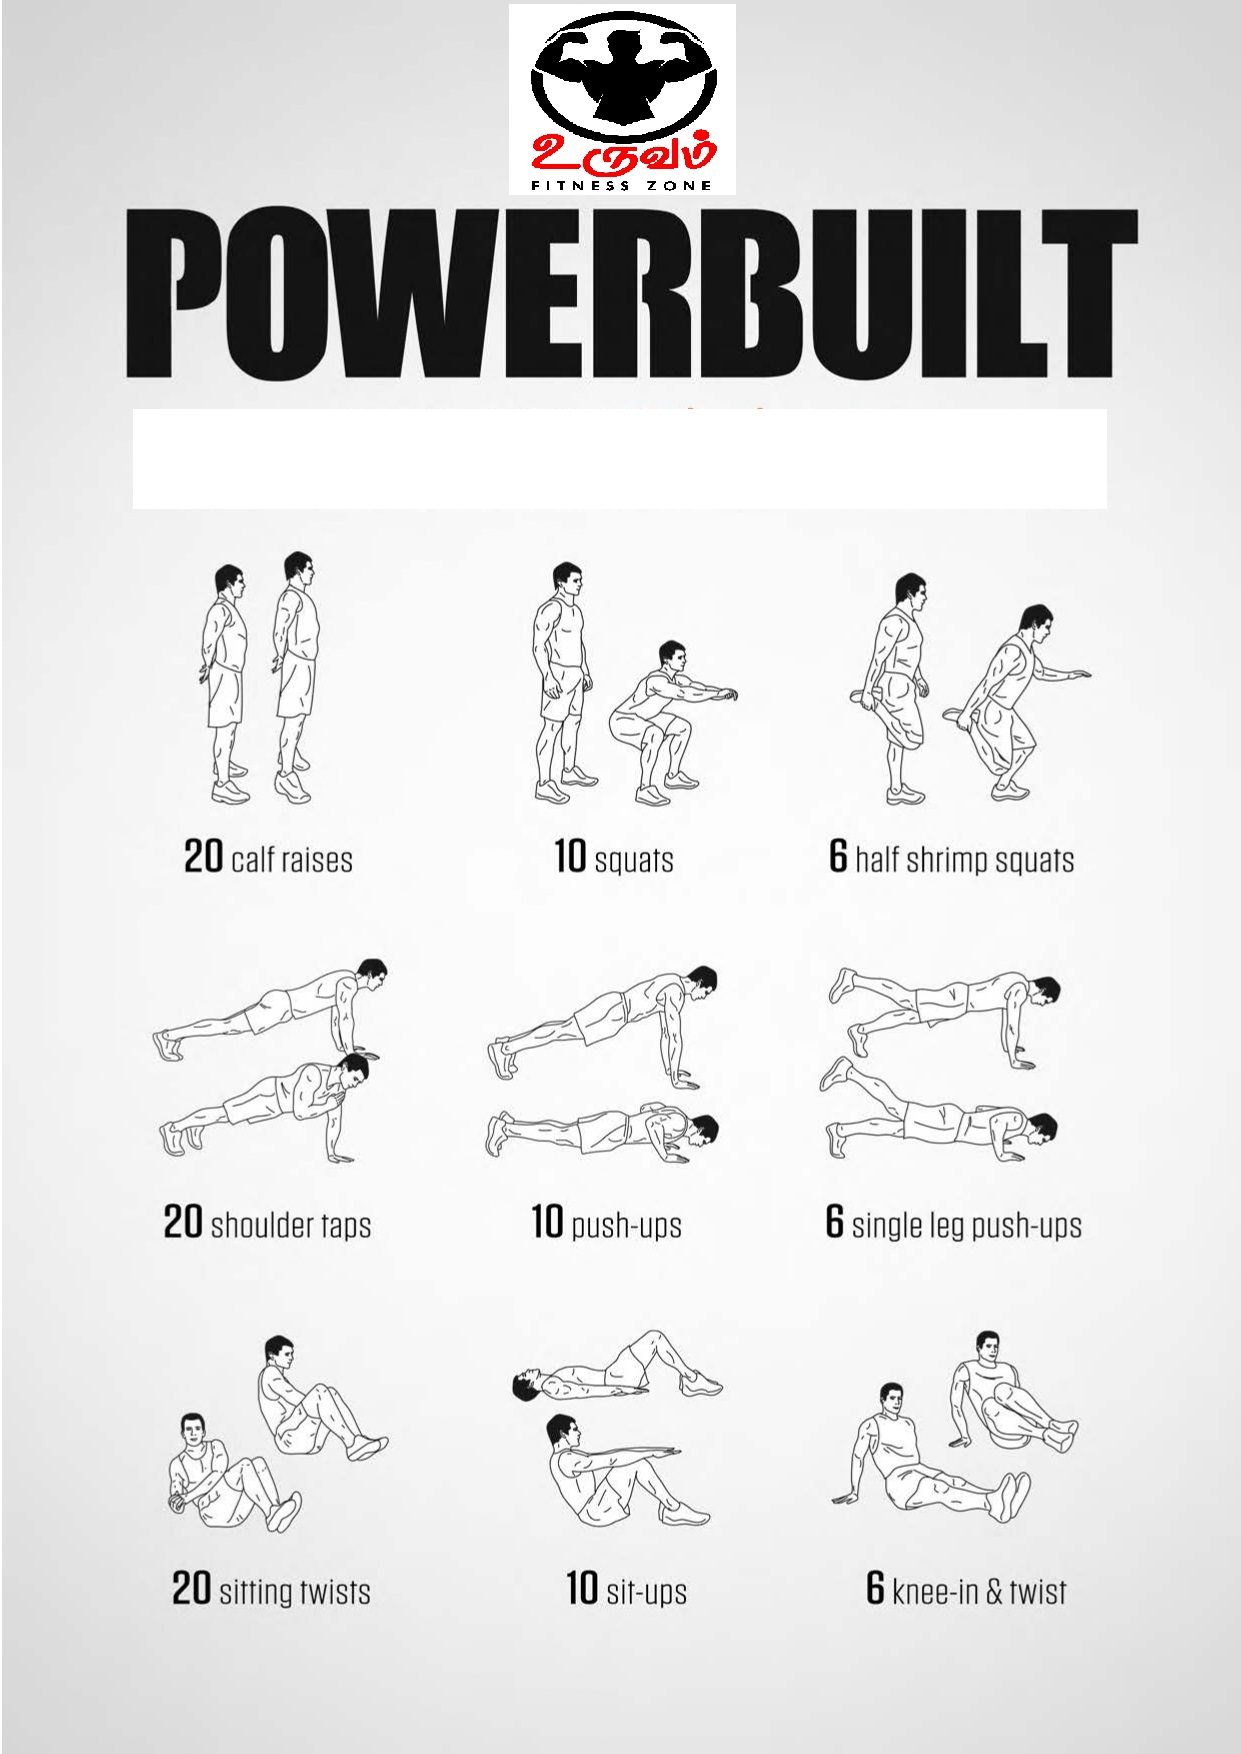 உருவம்
FITNESS ZONE
POWERBUILT
20 calf raises
10 squats
6 half shrimp squats
20 shoulder taps
10 push-ups
6 single leg push-ups
20 sitting twists
10 sit-ups
6 knee-in & twist